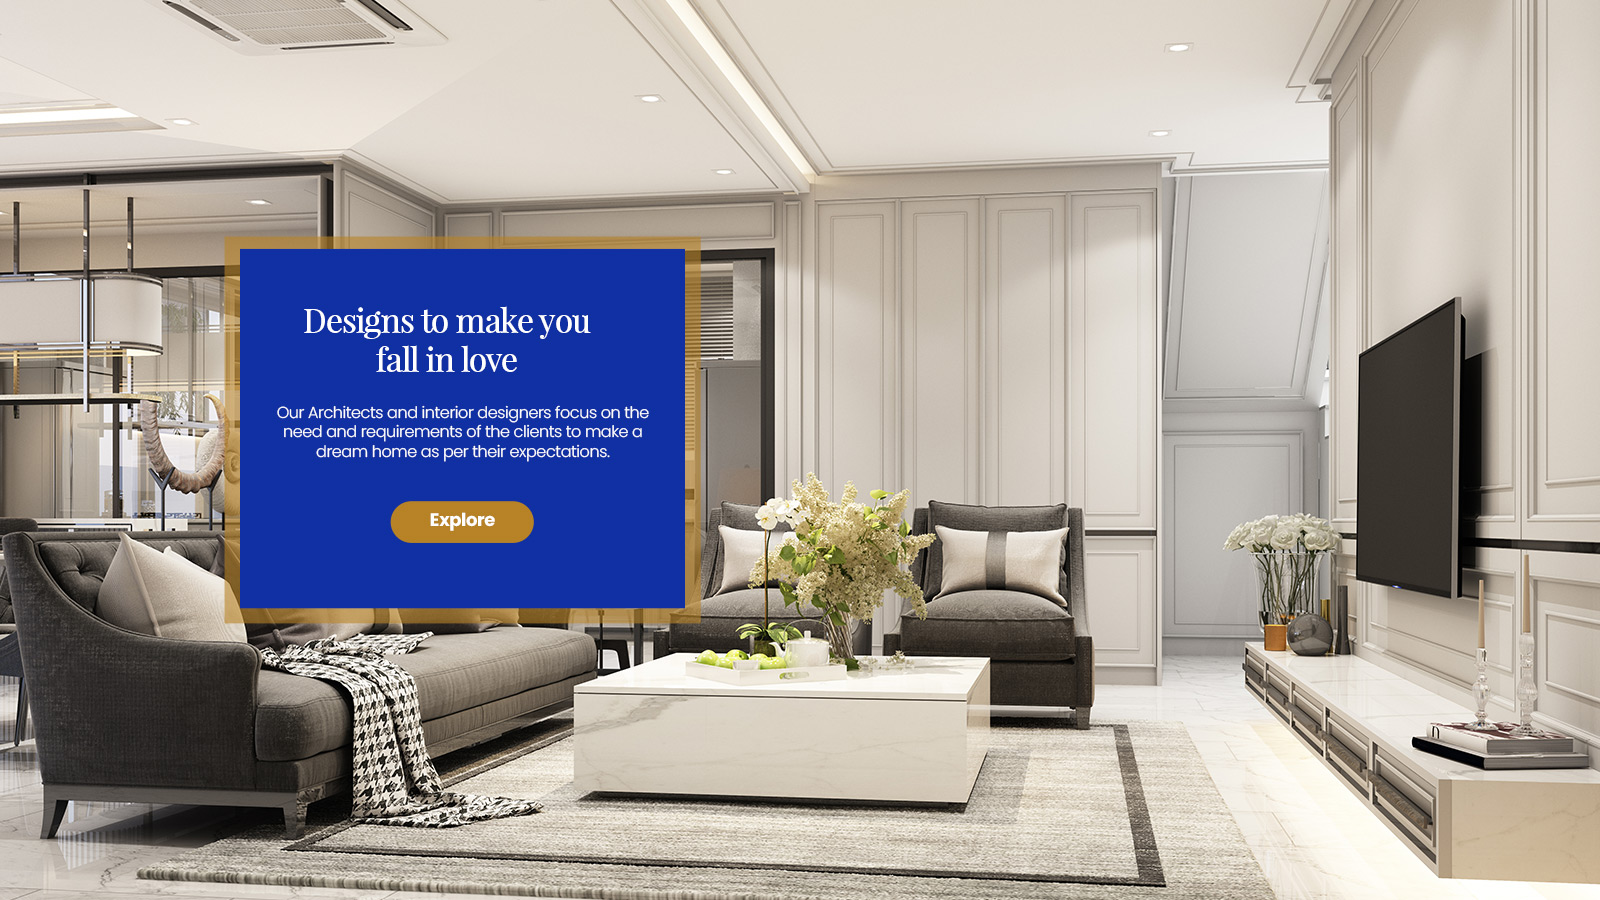 Designs to make you
fall in love
Our Architects and interior designers focus on the
need and requirements of the clients to make a
dream home as per their expectations.
Explore